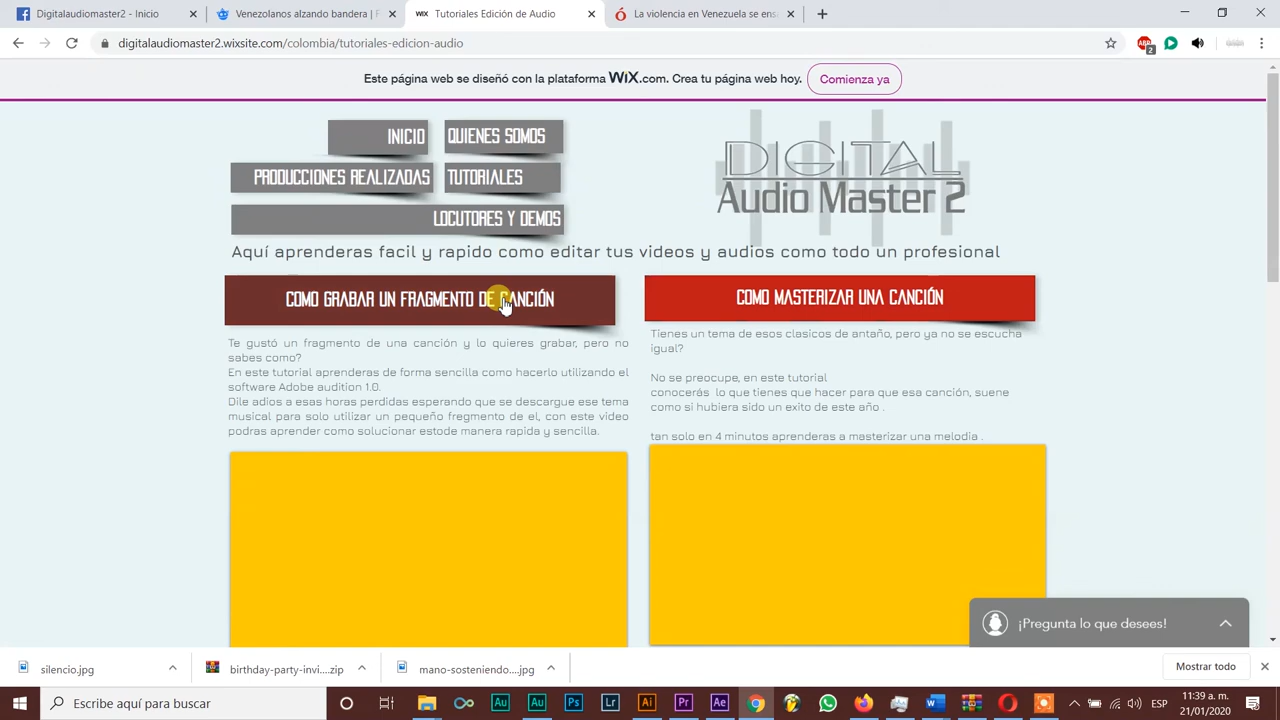 Digitalaudiomaster2 - Inicio
Venezolanos alzando bandera | F
Tutoriales Edición de Audio
La violencia en Venezuela se ens
digitalaudiomaster2.wixsite.com/colombia/tutoriales-edicion-audio
ABP
2
Este página web se diseñó con la plataforma WiX.com. Crea tu página web hoy.
Comienza ya
INICIO
QUIENES SOMOS
PRODUCCIONES REALIZADAS
TUTORIALES
LOCUTORES Y DEMOS
DIGITAL
Audio Master 2
Aquí aprenderas facil y rapido como editar tus videos y audios como todo un profesional
COMO GRABAR UN FRAGMENTO DE CANCIÓN
Te gustó un fragmento de una canción y lo quieres grabar, pero no
sabes como?
En este tutorial aprenderas de forma sencilla como hacerlo utilizando el
software Adobe audition 1.0.
Dile adios a esas horas perdidas esperando que se descargue ese tema
musical para solo utilizar un pequeño fregmento de el, con este video
podras aprender como solucionar estode manera rapida y sencilla.
COMO MASTERIZAR UNA CANCIÓN
Tienes un tema de esos clasicos de antaño, pero ya no se escucha
igual?
No se preocupe, en este tutorial
conocerás lo que tienes que hacer para que esa canción, suene
como si hubiera sido un exito de este año .
tan solo en 4 minutos aprenderas a masterizar una melodia .
¡Pregunta lo que desees!
silencio.jpg
birthday-party-invi....zip
mano-sosteniendo....jpg
Mostrar todo
Escribe aquí para buscar
Au
Au
Ps
Lr
Ai
Pr
Ae
ESP
11:39 a. m.
21/01/2020